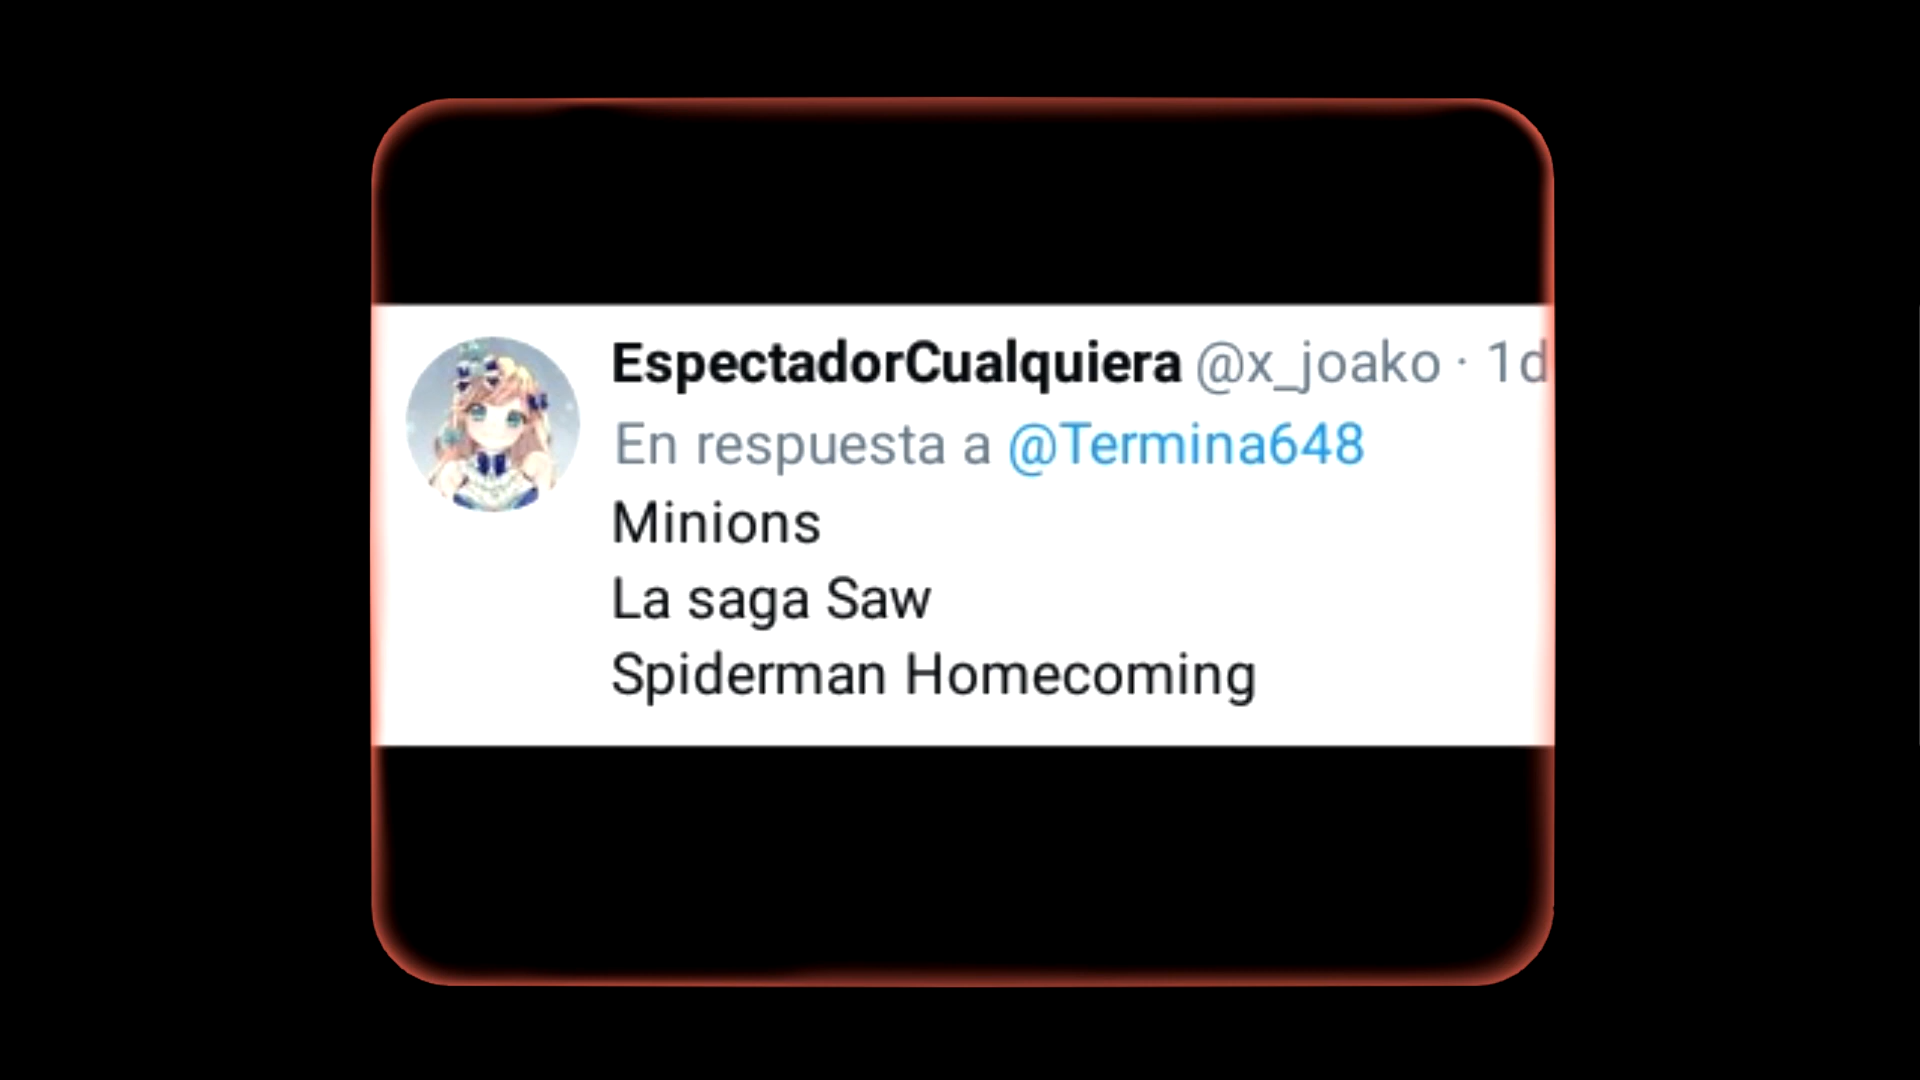 EspectadorCualquiera @x_joako · 1d
En respuesta a @Termina648
Minions
La saga Saw
Spiderman Homecoming